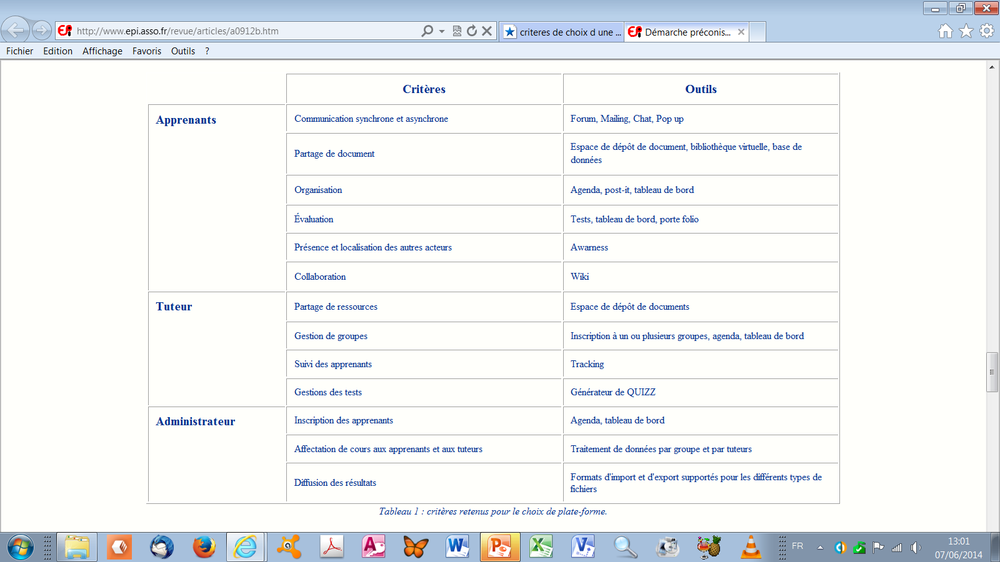 http://www.epi.asso.fr/revue/articles/a0912b.htm
criteres de choix d une ...
Démarche préconis...
Fichier Edition Affichage Favoris Outils ?
Critères Outils
Apprenants Communication synchrone et asynchrone Forum, Mailing, Chat, Pop up
Partage de document Espace de dépôt de document, bibliothèque virtuelle, base de
données
Organisation Agenda, post-it, tableau de bord
Évaluation Tests, tableau de bord, porte folio
Présence et localisation des autres acteurs Awarness
Collaboration Wiki
Tuteur Partage de ressources Espace de dépôt de documents
Gestion de groupes Inscription à un ou plusieurs groupes, agenda, tableau de bord
Suivi des apprenants Tracking
Gestions des tests Générateur de QUIZZ
Administrateur Inscription des apprenants Agenda, tableau de bord
Affectation de cours aux apprenants et aux tuteurs Traitement de données par groupe et par tuteurs
Diffusion des résultats Formats d'import et d'export supportés pour les différents types de
fichiers
Tableau 1 : critères retenus pour le choix de plate-forme.
FR
13:01
07/06/2014